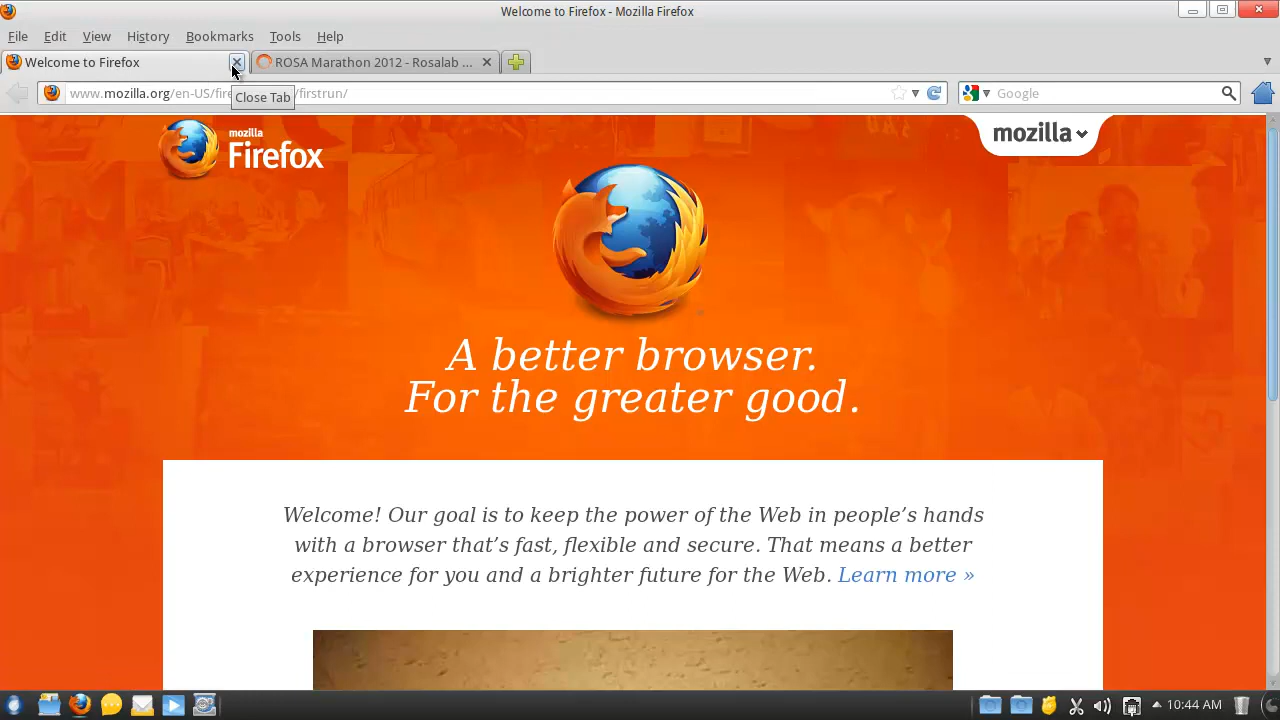 Welcome to Firefox - Mozilla Firefox
File Edit View History Bookmarks Tools Help
Welcome to Firefox
ROSA Marathon 2012 - Rosalab ...
www.mozilla.org/en-US/fire /firstrun/
Google
Close Tab
mozilla
Firefox
mozilla
A better browser.
For the greater good.
Welcome! Our goal is to keep the power of the Web in people’s hands
with a browser that’s fast, flexible and secure. That means a better
experience for you and a brighter future for the Web. Learn more »
10:44 AM